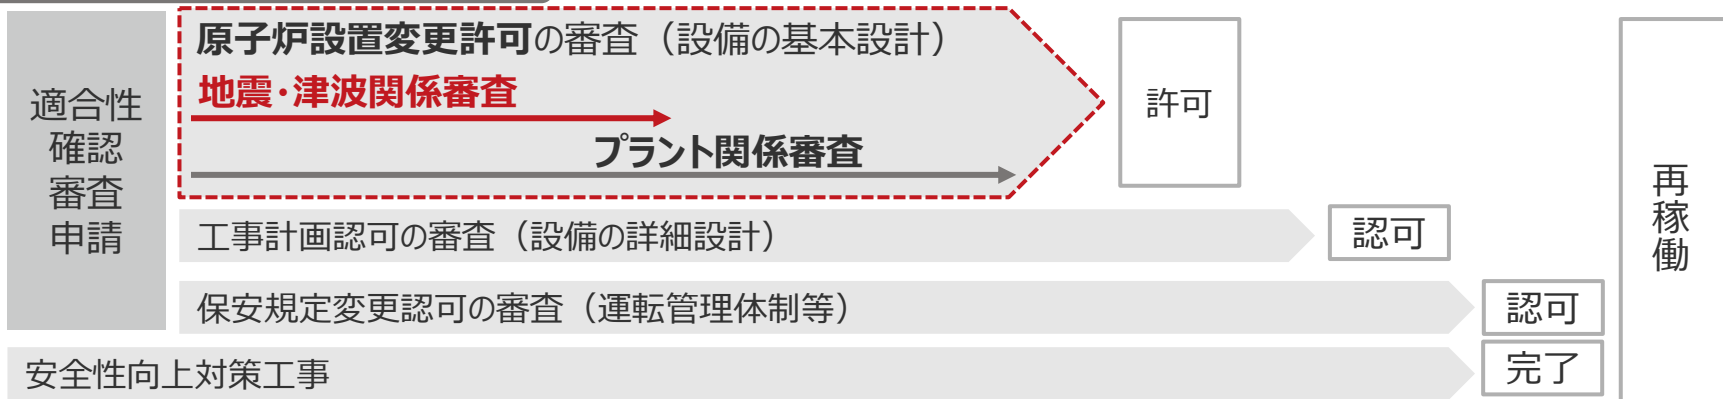 適合性
確認
審査
申請
原子炉設置変更許可の審査（設備の基本設計）
地震・津波関係審査
プラント関係審査
許可
工事計画認可の審査（設備の詳細設計）
認可
保安規定変更認可の審査（運転管理体制等）
認可
安全性向上対策工事
完了
再稼働